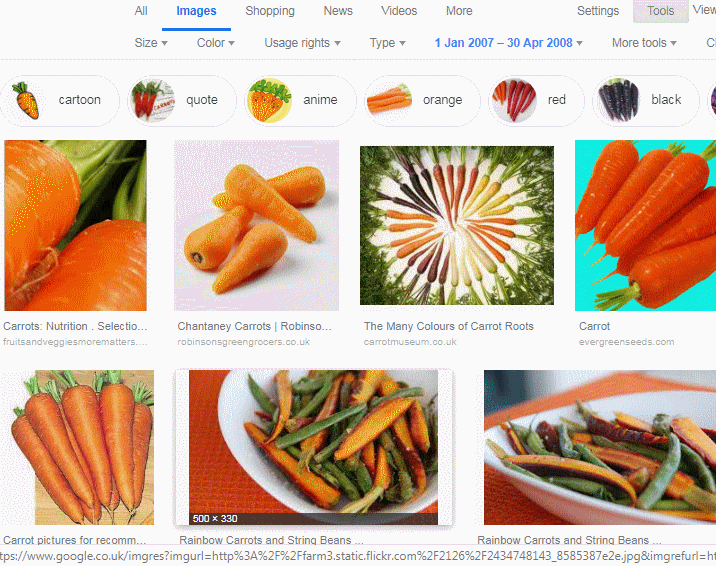 All Images Shopping News Videos More Settings Tools View
Size Color Usage rights Type 1 Jan 2007 – 30 Apr 2008 More tools Cl
cartoon quote anime orange red black
Carrots: Nutrition . Selectio... Chantaney Carrots | Robinso... The Many Colours of Carrot Roots Carrot
fruitsandveggiesmorematters.... robinsonsgreengrocers.co.uk carrotmuseum.co.uk evergreenseeds.com
500 × 330
Carrot pictures for recomm... Rainbow Carrots and String Beans ... Rainbow Carrots and String Beans ...
tps://www.google.co.uk/imgres?imgurl=http%3A%2F%2Ffarm3.static.flickr.com%2F2126%2F2434748143_8585387e2e.jpg&imgrefurl=ht